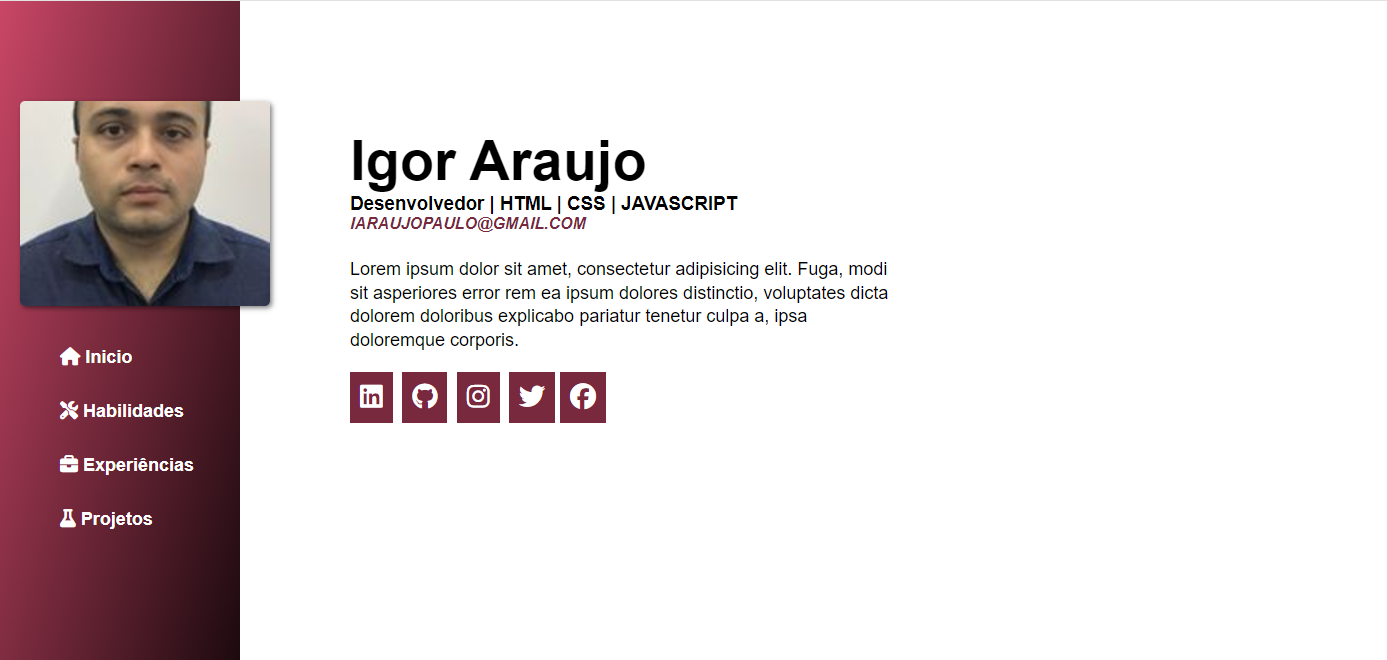 Igor Araujo
Desenvolvedor | HTML | CSS | JAVASCRIPT
IARAUJOPAULO@GMAIL.COM
Lorem ipsum dolor sit amet, consectetur adipisicing elit. Fuga, modi
sit asperiores error rem ea ipsum dolores distinctio, voluptates dicta
dolorem doloribus explicabo pariatur tenetur culpa a, ipsa
doloremque corporis.
in
Inicio
Habilidades
Experiências
Projetos